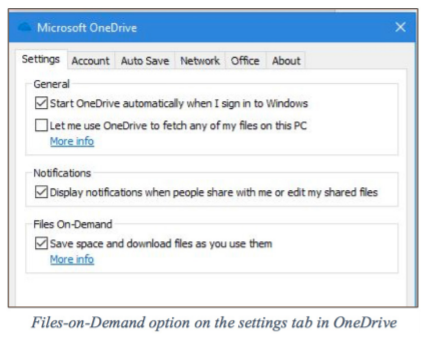 Microsoft OneDrive
Settings Account Auto Save Network Office About
General
Start OneDrive automatically when I sign in to Windows
Let me use OneDrive to fetch any of my files on this PC
More info
Notifications
Display notifications when people share with me or edit my shared files
Files On-Demand
Save space and download files as you use them
More info
Files-on-Demand option on the settings tab in OneDrive